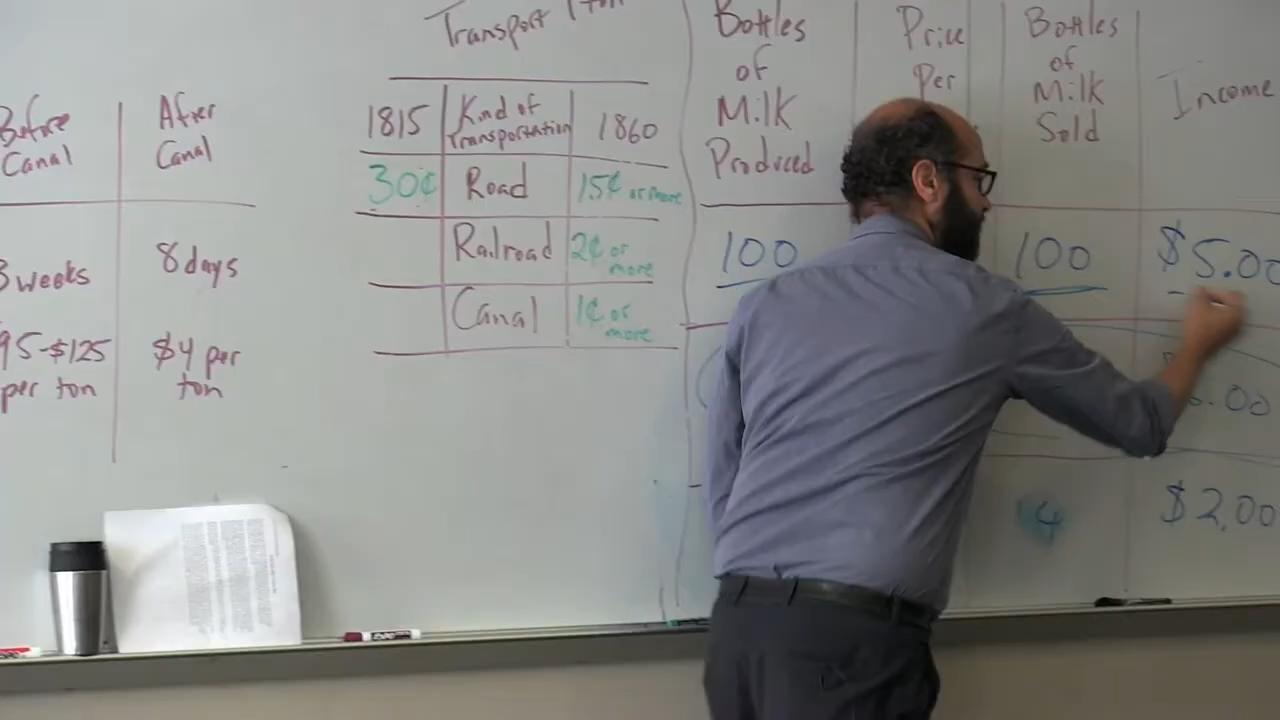 Before
Canal
After
Canal
3 weeks
8 days
95-$125
per ton
$4 per
ton
Transport
1815
Kind of
Transportation
1860
30¢
Road
15¢ or more
Railroad
2¢ or
more
Canal
1¢ or
more
Bottles
of
Milk
Produced
Price
Per
Bottles
of
Milk
Sold
Income
100
100
$5.00
.00
$2.00